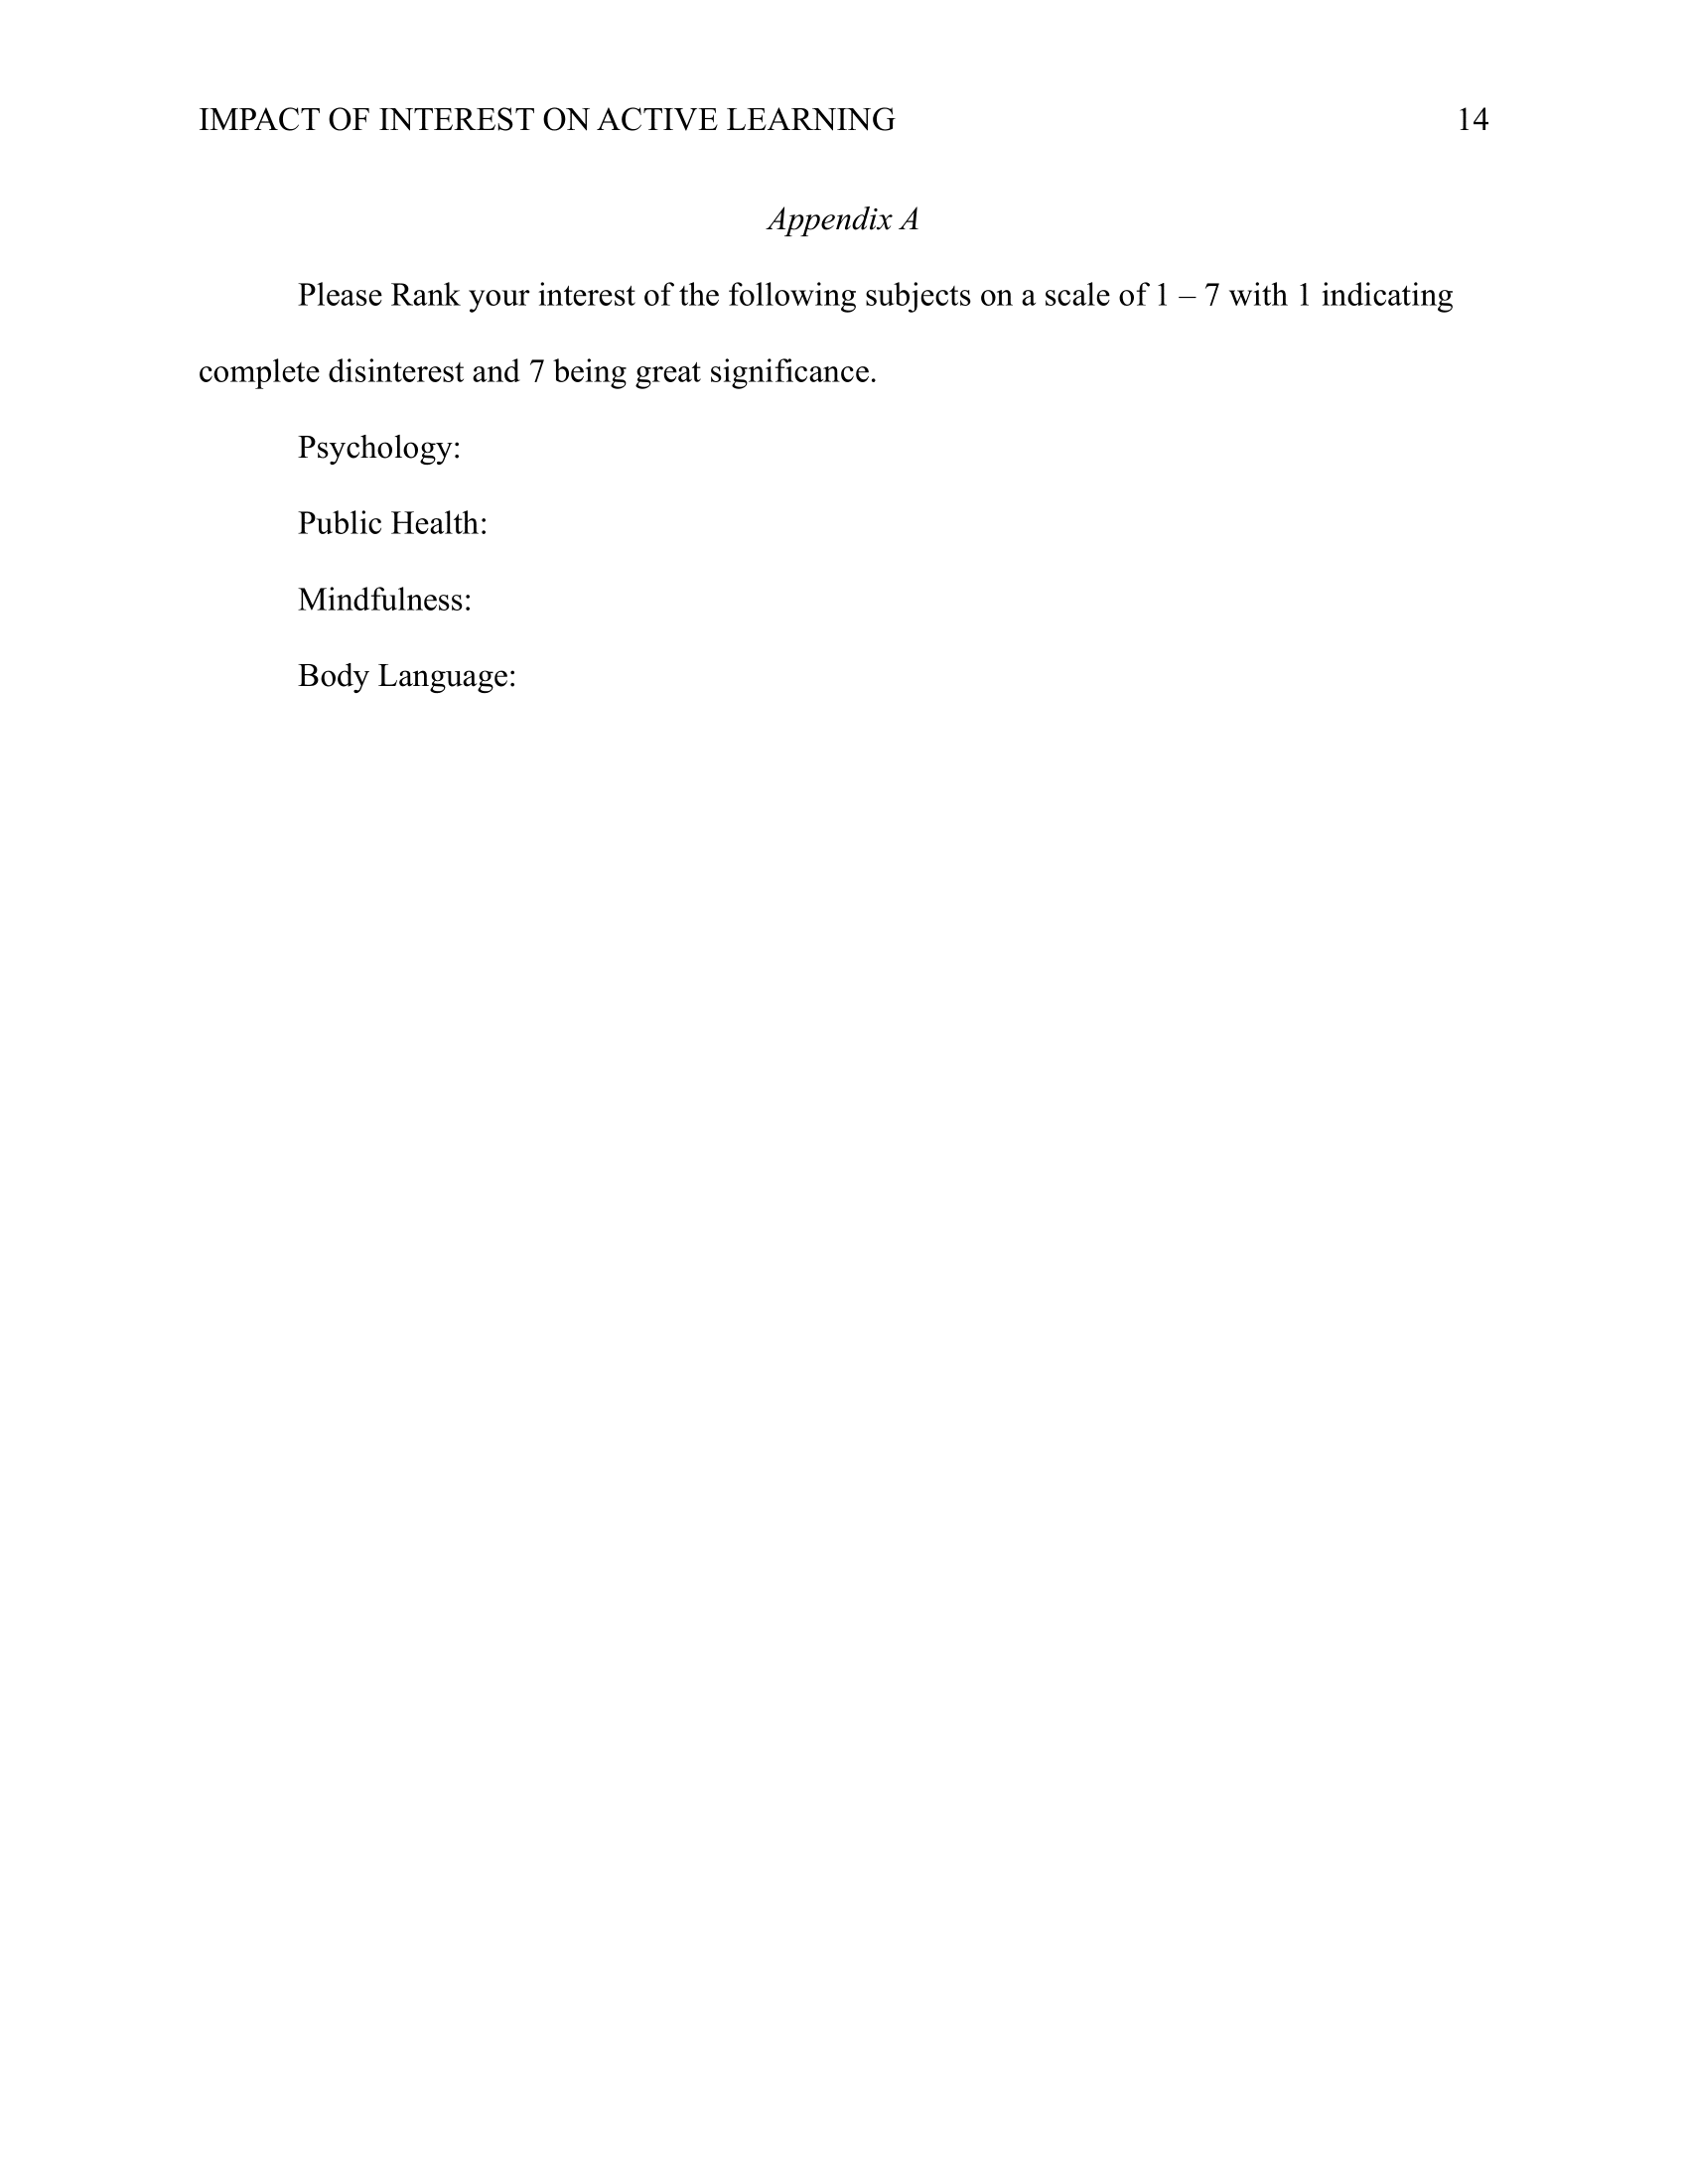 IMPACT OF INTEREST ON ACTIVE LEARNING 14
Appendix A
Please Rank your interest of the following subjects on a scale of 1 – 7 with 1 indicating
complete disinterest and 7 being great significance.
Psychology:
Public Health:
Mindfulness:
Body Language: